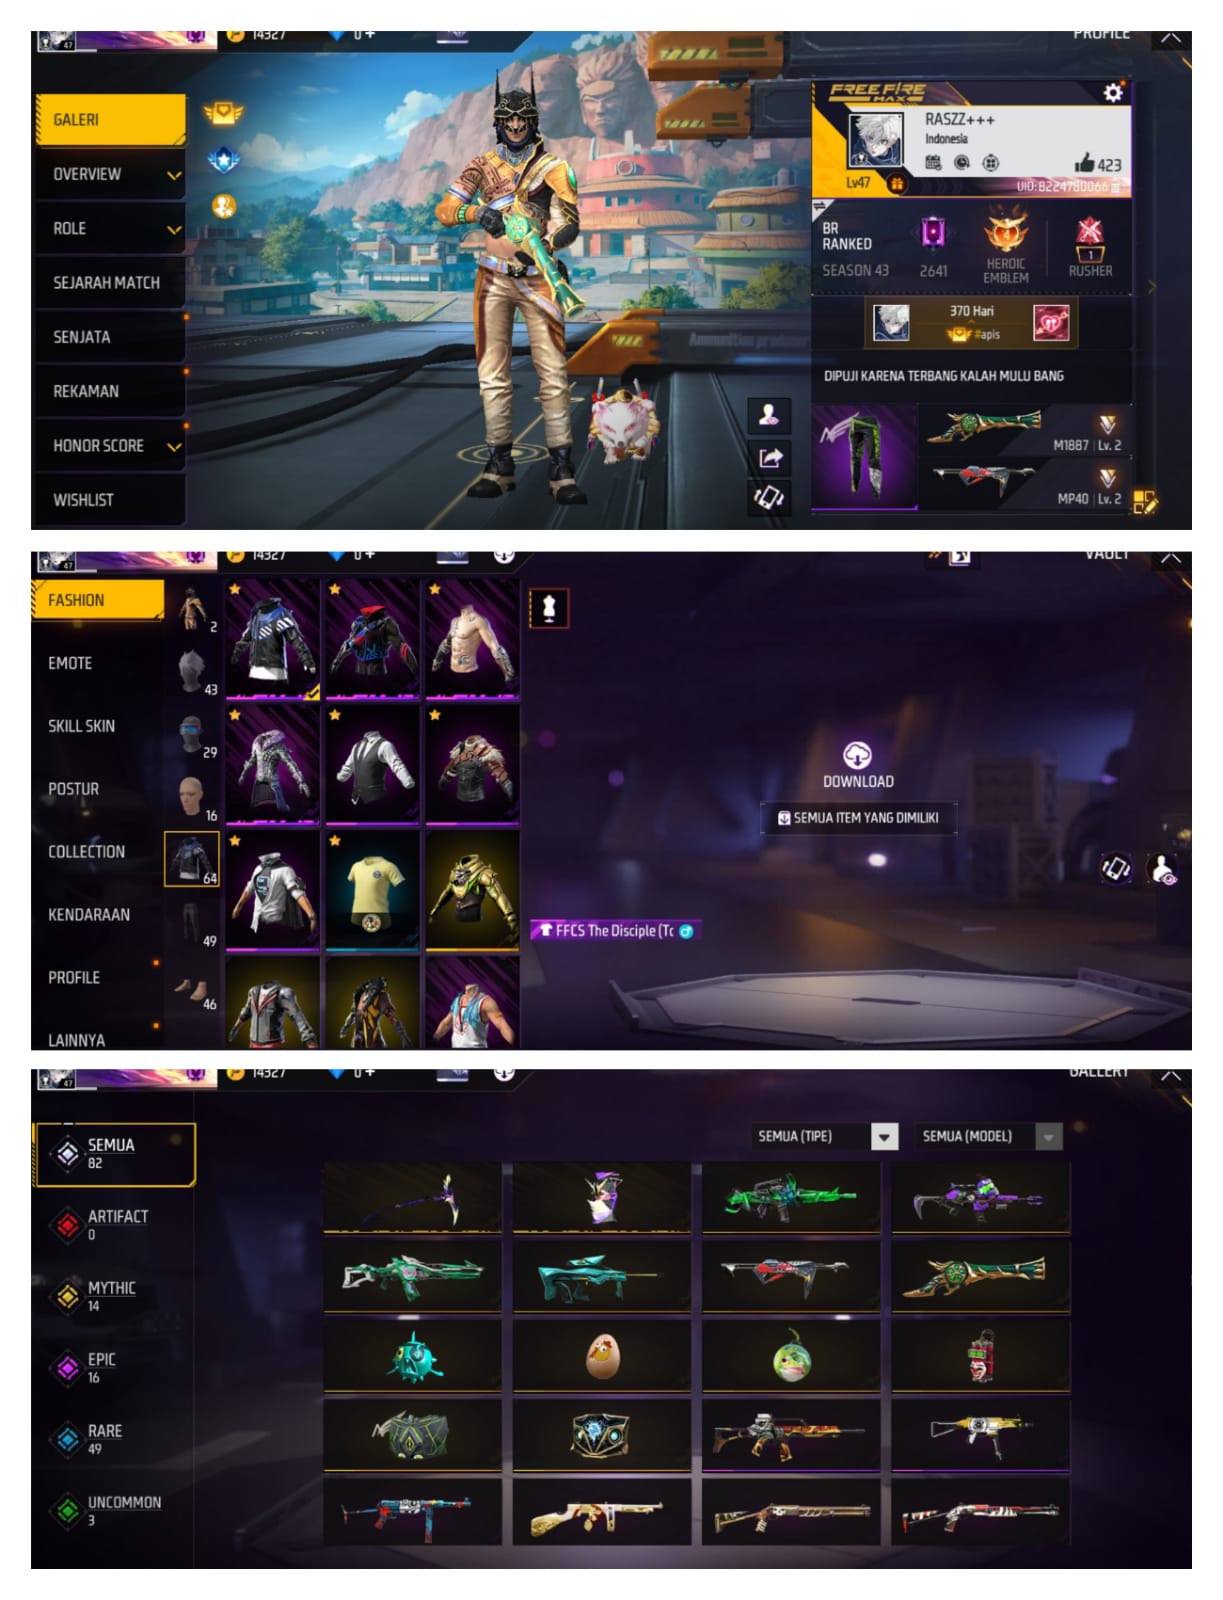 47
14327
0 +
PROFILE
GALERI
OVERVIEW
ROLE
SEJARAH MATCH
SENJATA
REKAMAN
HONOR SCORE
WISHLIST
FREE FIRE
MAX
RASZZ+++
Indonesia
423
Lv47
UID:8224780066
BR
RANKED
SEASON 43
2641
HEROIC
EMBLEM
1
RUSHER
370 Hari
#apis
DIPUJI KARENA TERBANG KALAH MULU BANG
M1887 Lv. 2
MP40 Lv. 2
47
14327
0 +
VAULT
FASHION
EMOTE
SKILL SKIN
POSTUR
COLLECTION
KENDARAAN
PROFILE
LAINNYA
2
43
29
16
64
49
46
DOWNLOAD
SEMUA ITEM YANG DIMILIKI
FFCS The Disciple (Tc
47
14327
0 +
GALLERY
SEMUA
82
ARTIFACT
0
MYTHIC
14
EPIC
16
RARE
49
UNCOMMON
3
SEMUA (TIPE)
SEMUA (MODEL)